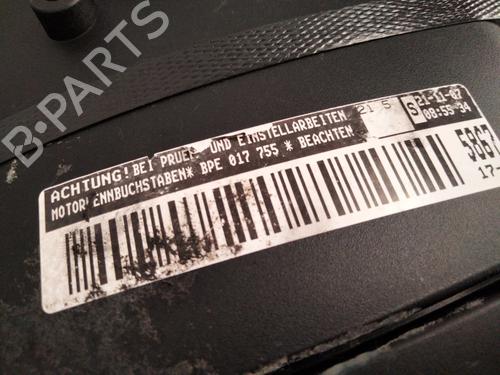 B-PARTS
ACHTUNG! BEI PRUEF- UND EINSTELLARBEITEN 21 5
MOTORKENNBUCHSTABEN* BPE 017 755 * BEACHTEN
S
21-11-07
08:55 34